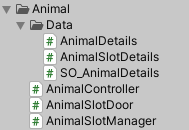 Animal
Data
AnimalDetails
AnimalSlotDetails
SO_AnimalDetails
AnimalController
AnimalSlotDoor
AnimalSlotManager